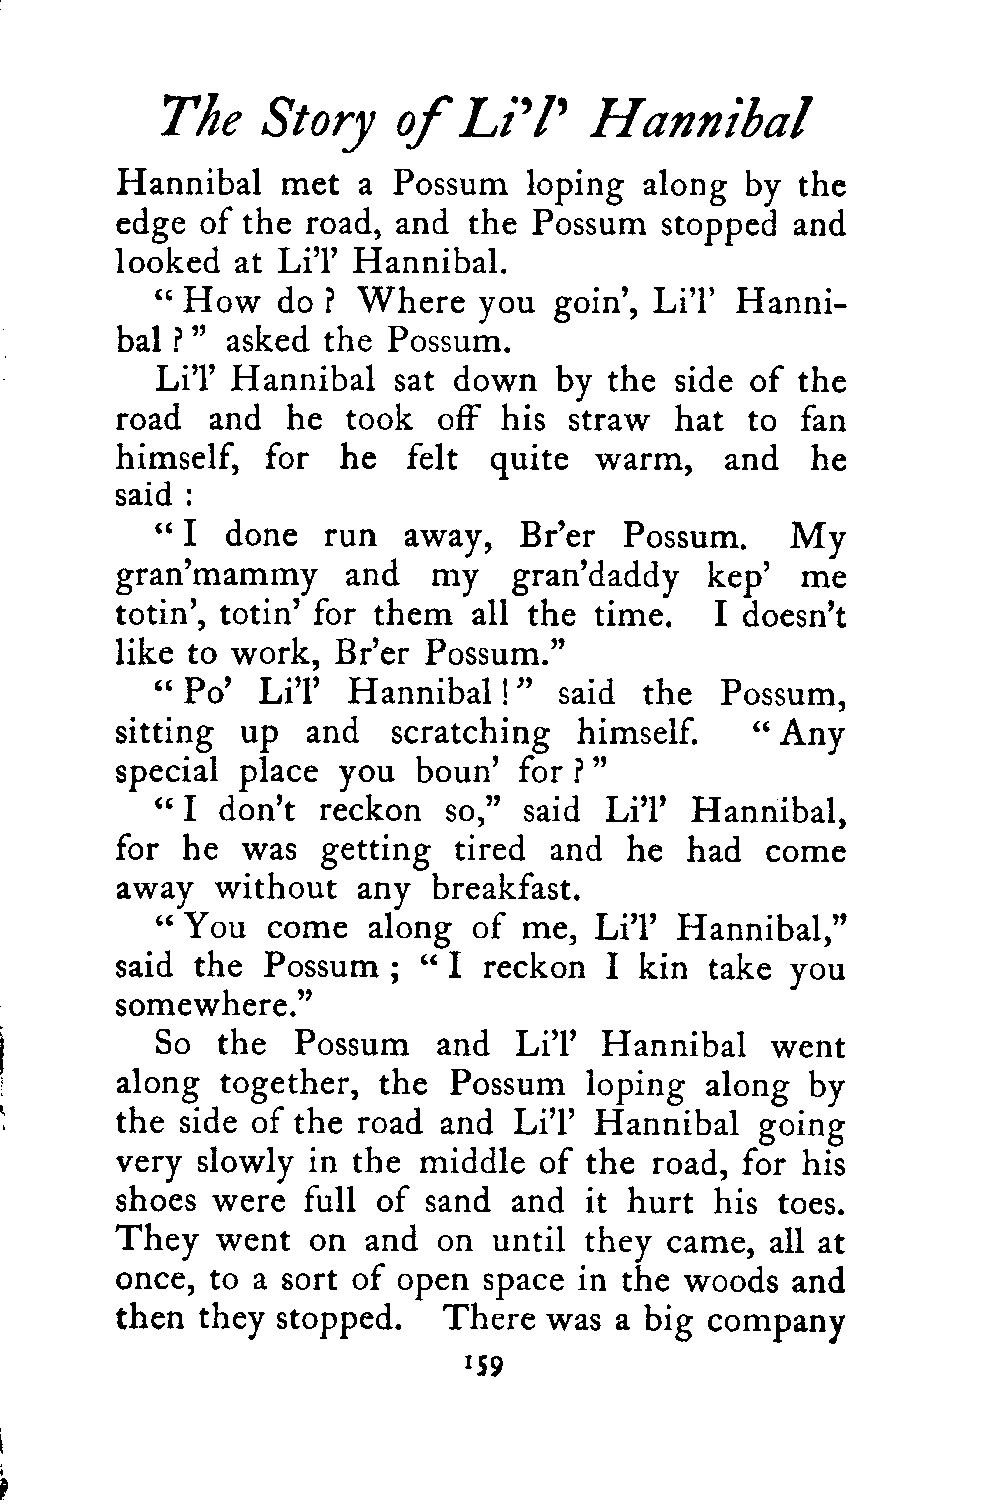 The Story of Li'l' Hannibal
Hannibal met a Possum loping along by the
edge of the road, and the Possum stopped and
looked at Li'l' Hannibal.
“ How do ? Where you goin', Li'l' Hanni-
bal ? ” asked the Possum.
Li'l' Hannibal sat down by the side of the
road and he took off his straw hat to fan
himself, for he felt quite warm, and he
said :
“ I done run away, Br'er Possum. My
gran'mammy and my gran'daddy kep' me
totin', totin' for them all the time. I doesn't
like to work, Br'er Possum.”
“ Po' Li'l' Hannibal ! ” said the Possum,
sitting up and scratching himself. “ Any
special place you boun' for ? ”
“ I don't reckon so,” said Li'l' Hannibal,
for he was getting tired and he had come
away without any breakfast.
“ You come along of me, Li'l' Hannibal,”
said the Possum ; “ I reckon I kin take you
somewhere.”
So the Possum and Li'l' Hannibal went
along together, the Possum loping along by
the side of the road and Li'l' Hannibal going
very slowly in the middle of the road, for his
shoes were full of sand and it hurt his toes.
They went on and on until they came, all at
once, to a sort of open space in the woods and
then they stopped. There was a big company
159